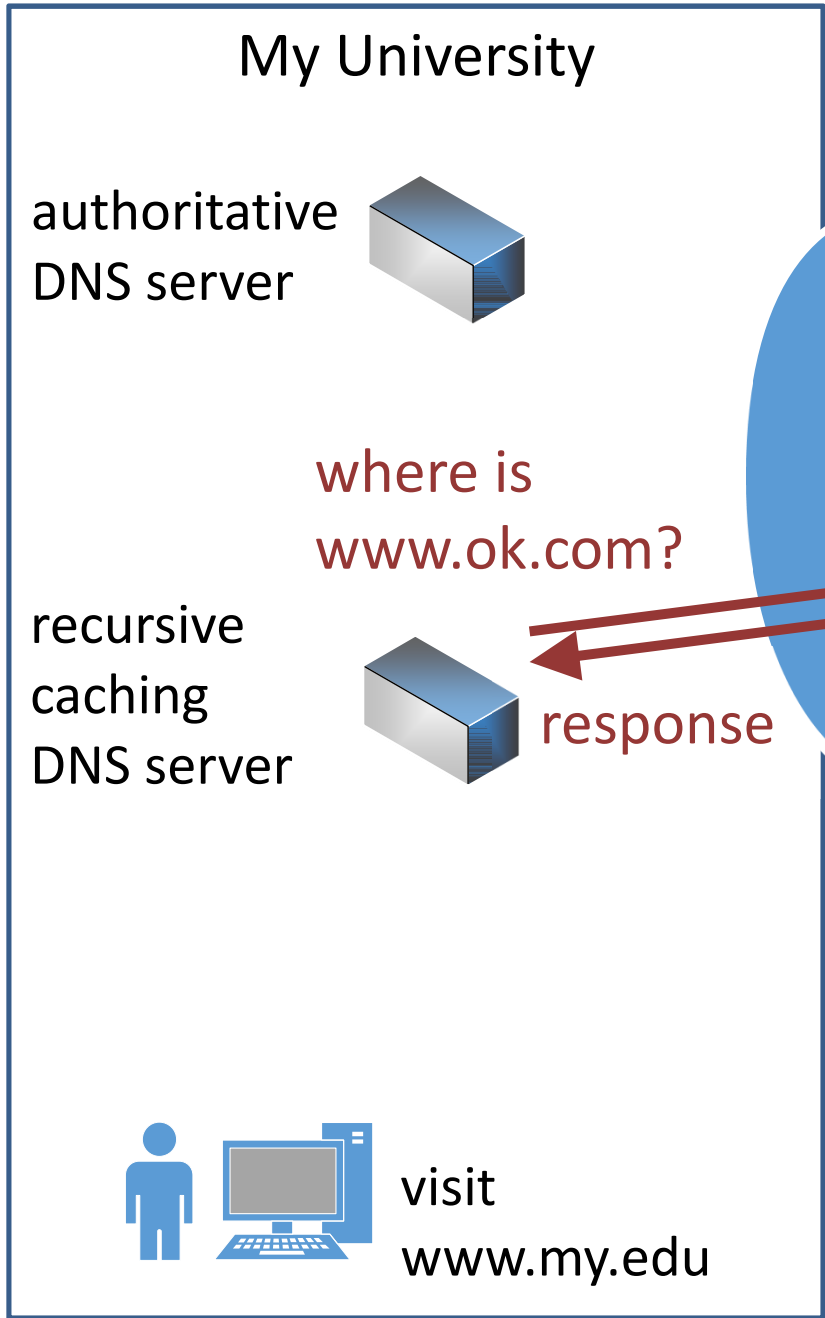 My University
authoritative
DNS server
where is
www.ok.com?
recursive
caching
DNS server
response
visit
www.my.edu